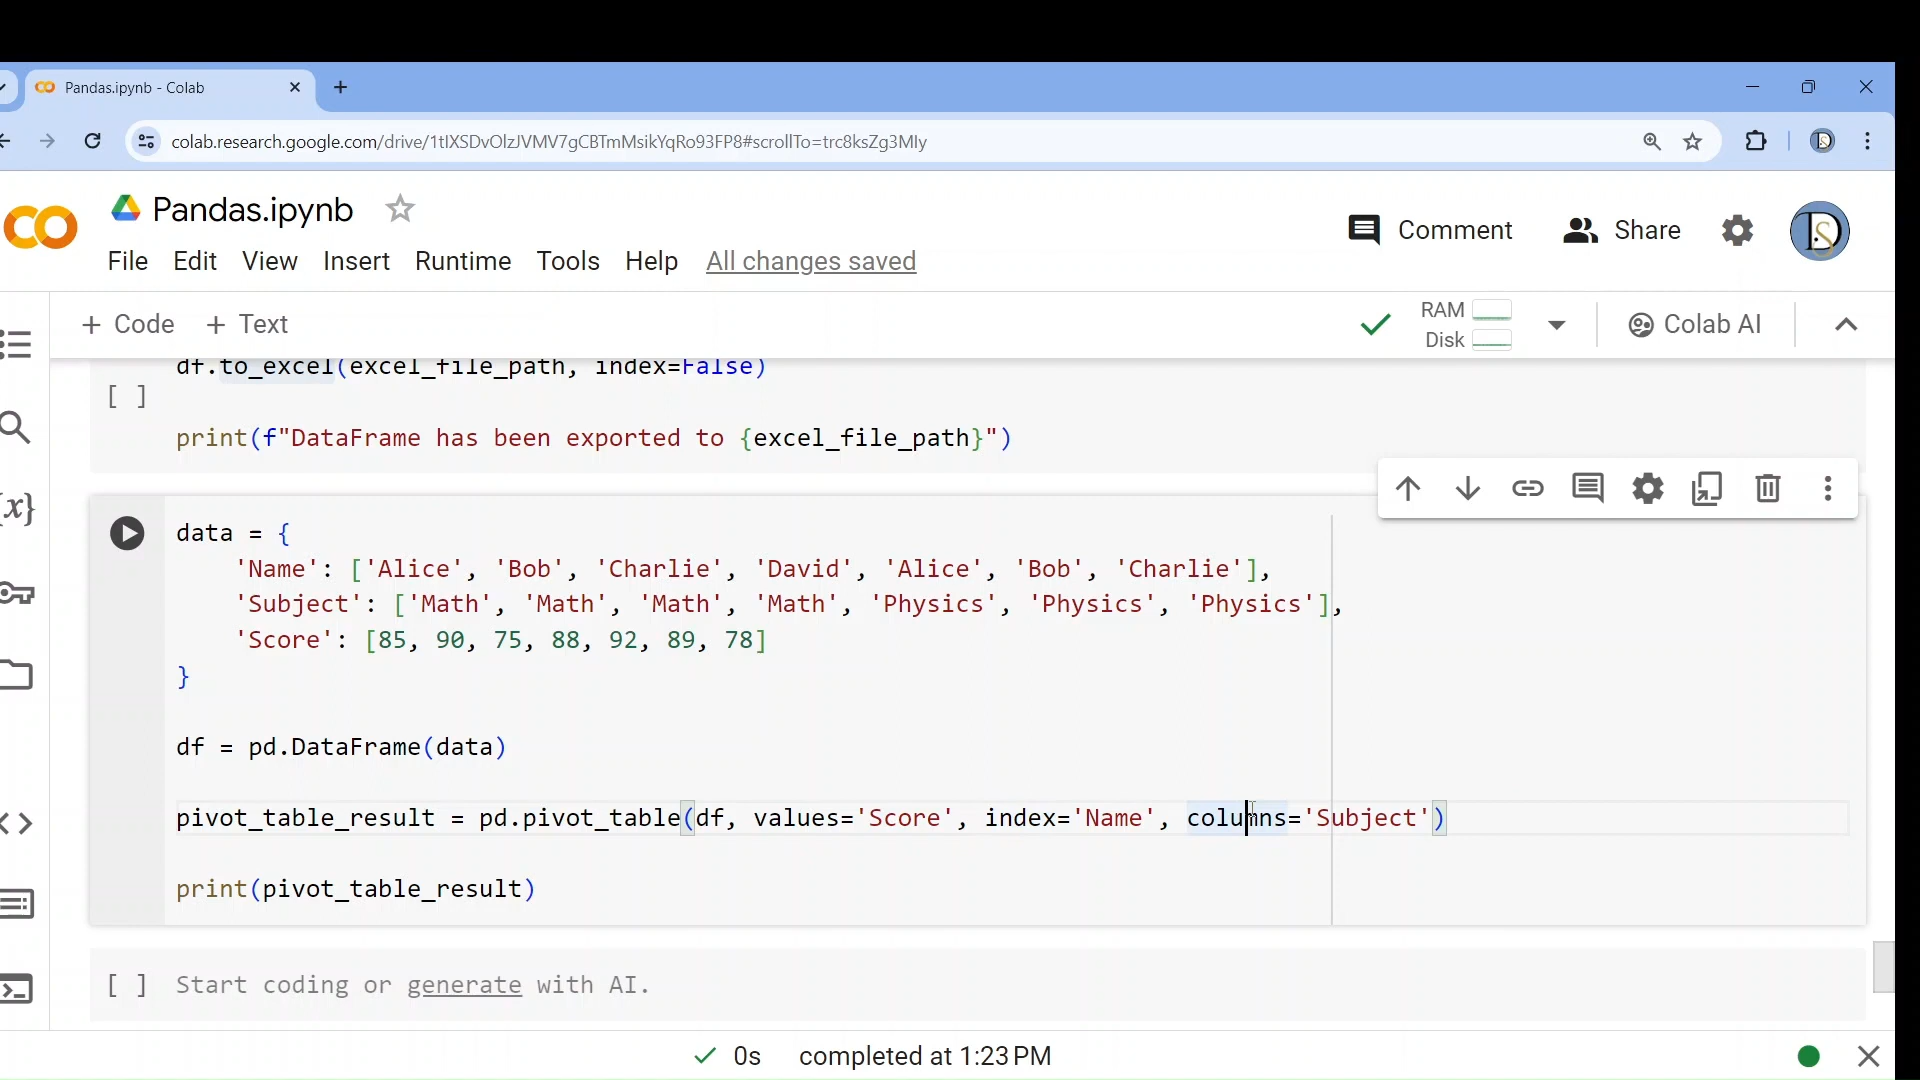 Pandas.ipynb - Colab
colab.research.google.com/drive/1tIXSDvOlzJVMV7gCBTmMsikYqRo93FP8#scrollTo=trc8ksZg3MIy
Pandas.ipynb
Comment
Share
File Edit View Insert Runtime Tools Help All changes saved
+ Code + Text
RAM
Disk
Colab AI
df.to_excel(excel_file_path, index=False)
[ ]
print(f"DataFrame has been exported to {excel_file_path}")
data = {
'Name': ['Alice', 'Bob', 'Charlie', 'David', 'Alice', 'Bob', 'Charlie'],
'Subject': ['Math', 'Math', 'Math', 'Math', 'Physics', 'Physics', 'Physics'],
'Score': [85, 90, 75, 88, 92, 89, 78]
}
df = pd.DataFrame(data)
pivot_table_result = pd.pivot_table(df, values='Score', index='Name', columns='Subject')
print(pivot_table_result)
[ ] Start coding or generate with AI.
0s completed at 1:23 PM